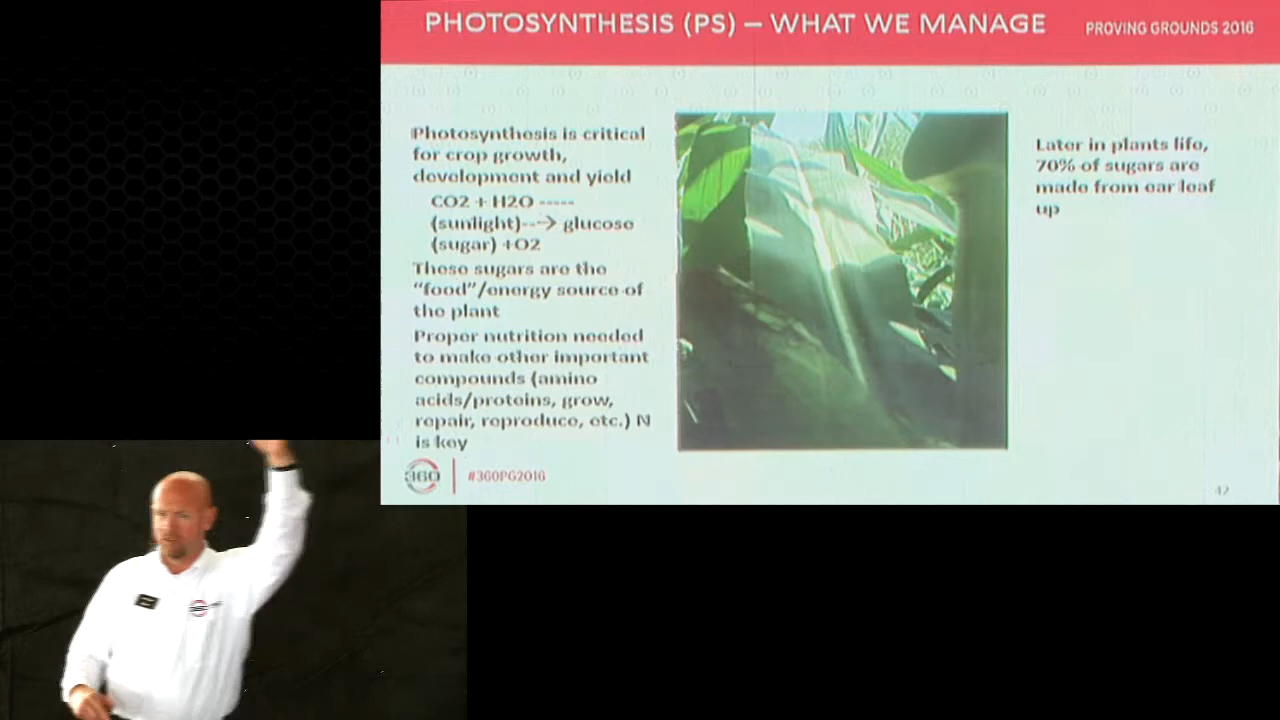 PHOTOSYNTHESIS (PS) – WHAT WE MANAGE
PROVING GROUNDS 2016
Photosynthesis is critical
for crop growth,
development and yield
CO2 + H2O -----
(sunlight)--→ glucose
(sugar) +O2
These sugars are the
“food”/energy source of
the plant
Proper nutrition needed
to make other important
compounds (amino
acids/proteins, grow,
repair, reproduce, etc.) N
is key
Later in plants life,
70% of sugars are
made from ear leaf
up
360
#360PG2016
42